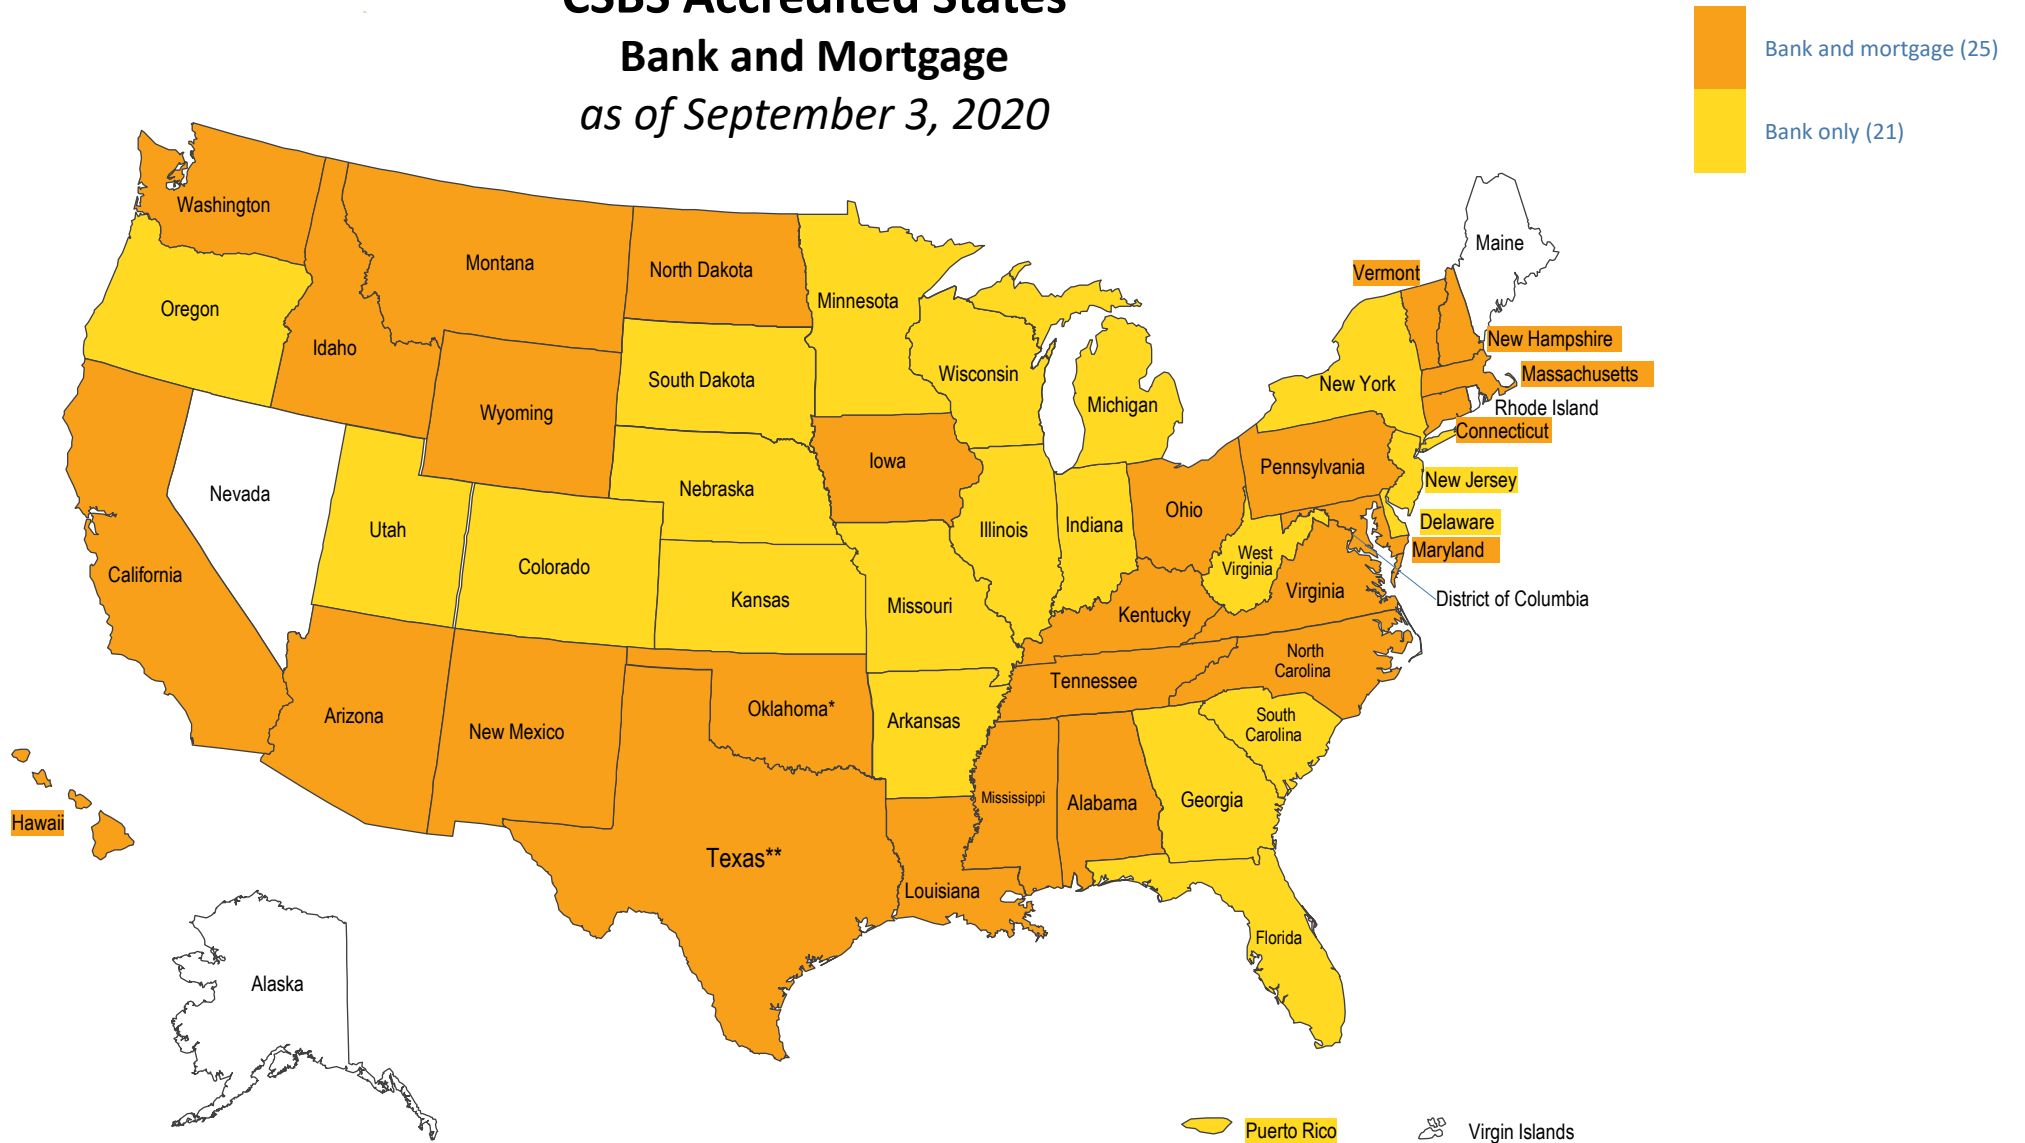 CSBS Accredited States
Bank and Mortgage
as of September 3, 2020
Bank and mortgage (25)
Bank only (21)
Washington
Montana
North Dakota
Minnesota
Maine
Vermont
Oregon
Idaho
New Hampshire
South Dakota
Wisconsin
Massachusetts
Wyoming
Michigan
New York
Rhode Island
Connecticut
Iowa
Pennsylvania
Nevada
Nebraska
New Jersey
Utah
Illinois
Indiana
Ohio
Delaware
Maryland
California
Colorado
West
Virginia
Kansas
Missouri
Kentucky
Virginia
District of Columbia
North
Carolina
Tennessee
Arizona
New Mexico
Oklahoma*
Arkansas
South
Carolina
Mississippi
Alabama
Georgia
Hawaii
Texas**
Louisiana
Florida
Alaska
Puerto Rico
Virgin Islands